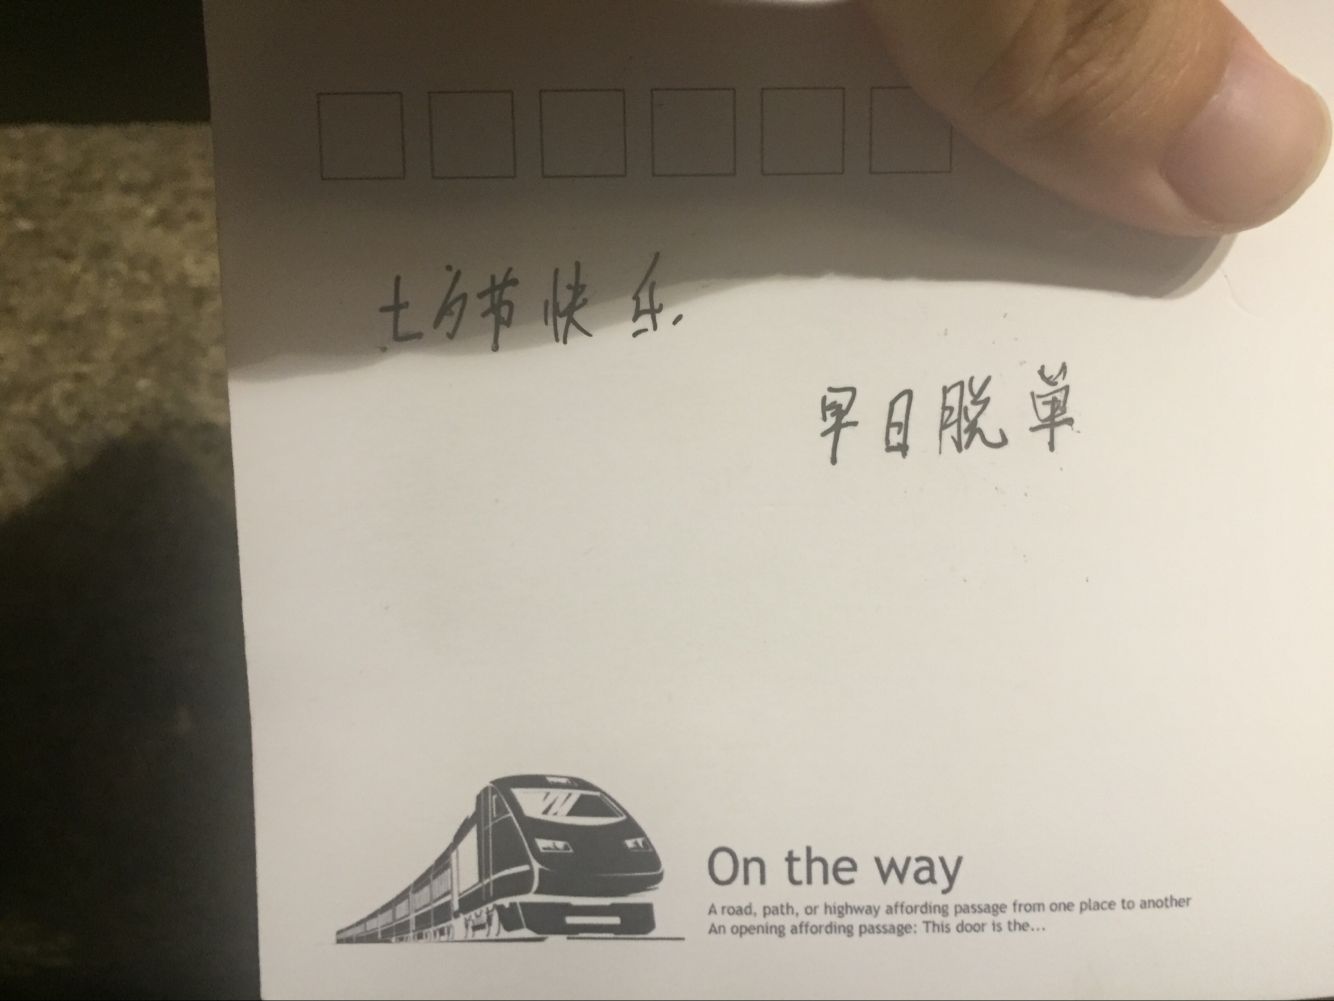 七夕节快乐.
早日脱单
On the way
A road, path, or highway affording passage from one place to another
An opening affording passage: This door is the...